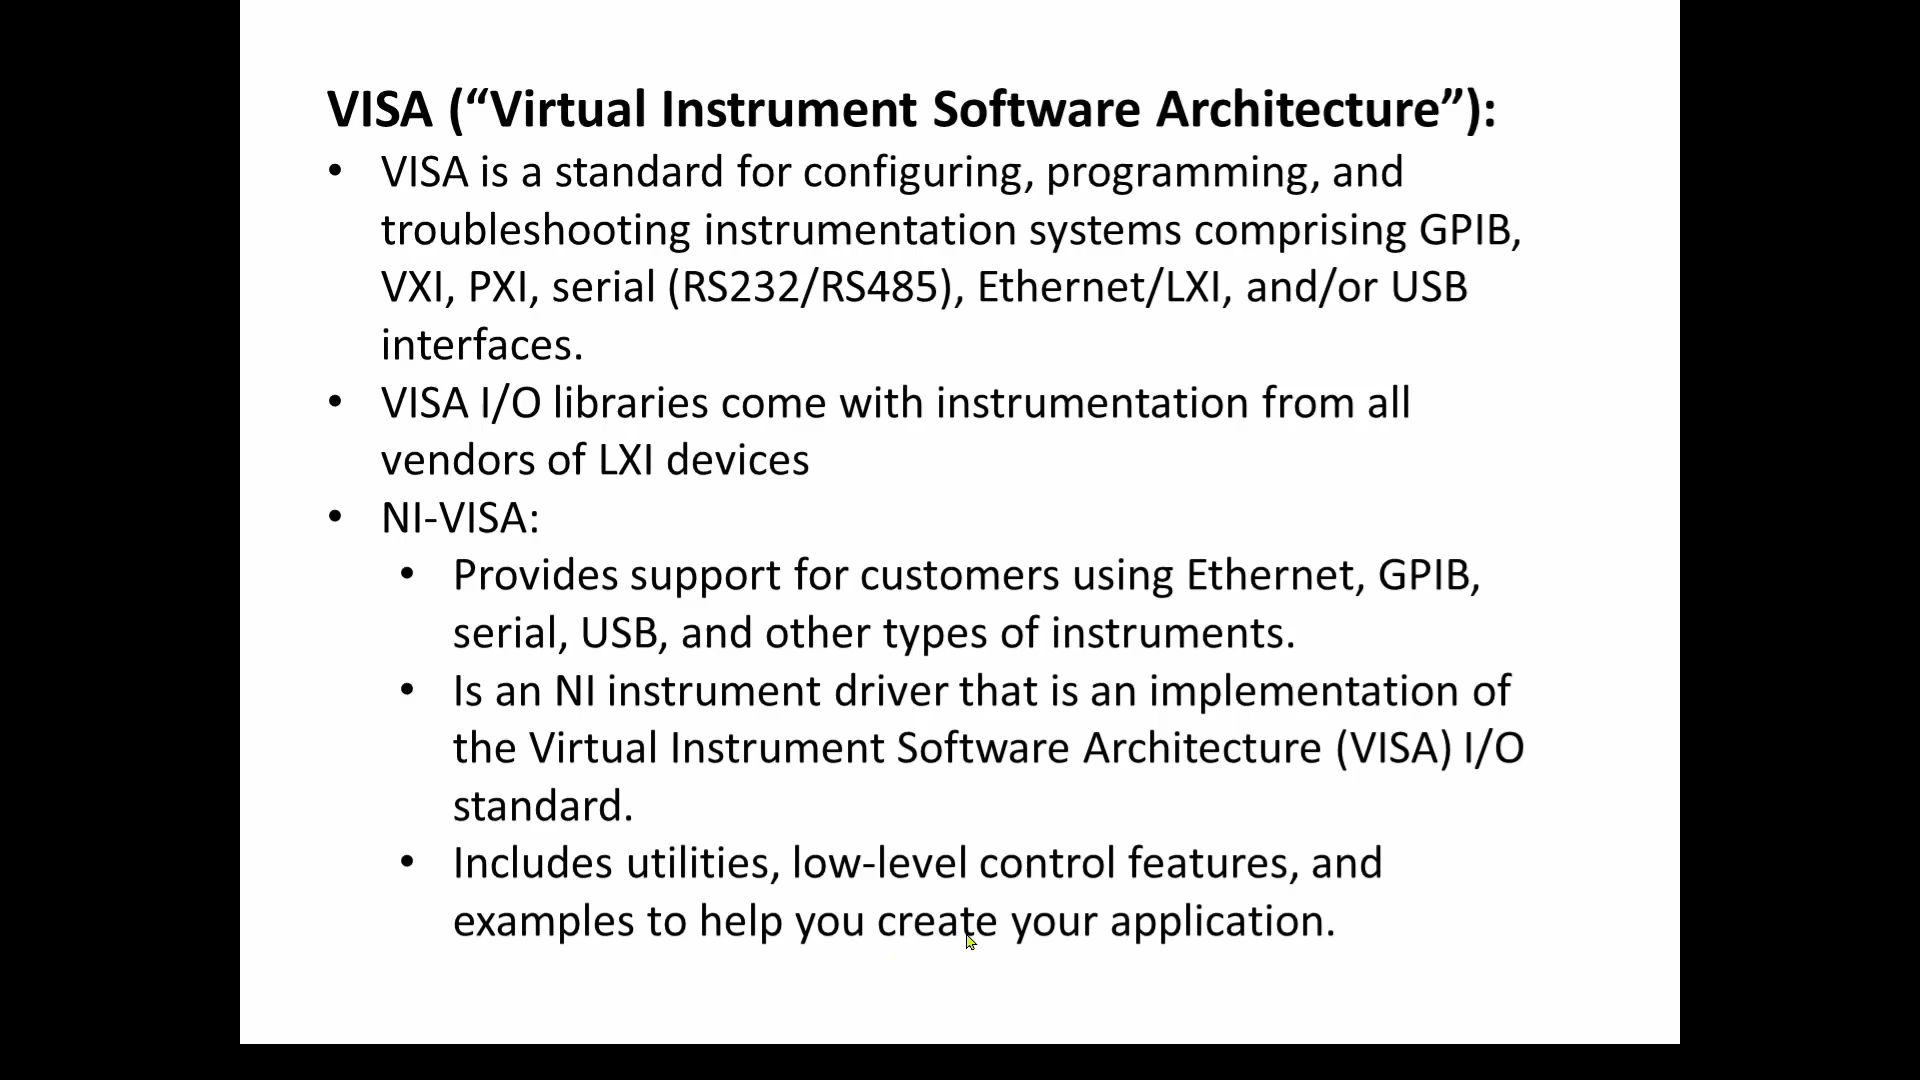 VISA (“Virtual Instrument Software Architecture”):
• VISA is a standard for configuring, programming, and
troubleshooting instrumentation systems comprising GPIB,
VXI, PXI, serial (RS232/RS485), Ethernet/LXI, and/or USB
interfaces.
• VISA I/O libraries come with instrumentation from all
vendors of LXI devices
• NI-VISA:
• Provides support for customers using Ethernet, GPIB,
serial, USB, and other types of instruments.
• Is an NI instrument driver that is an implementation of
the Virtual Instrument Software Architecture (VISA) I/O
standard.
• Includes utilities, low-level control features, and
examples to help you create your application.